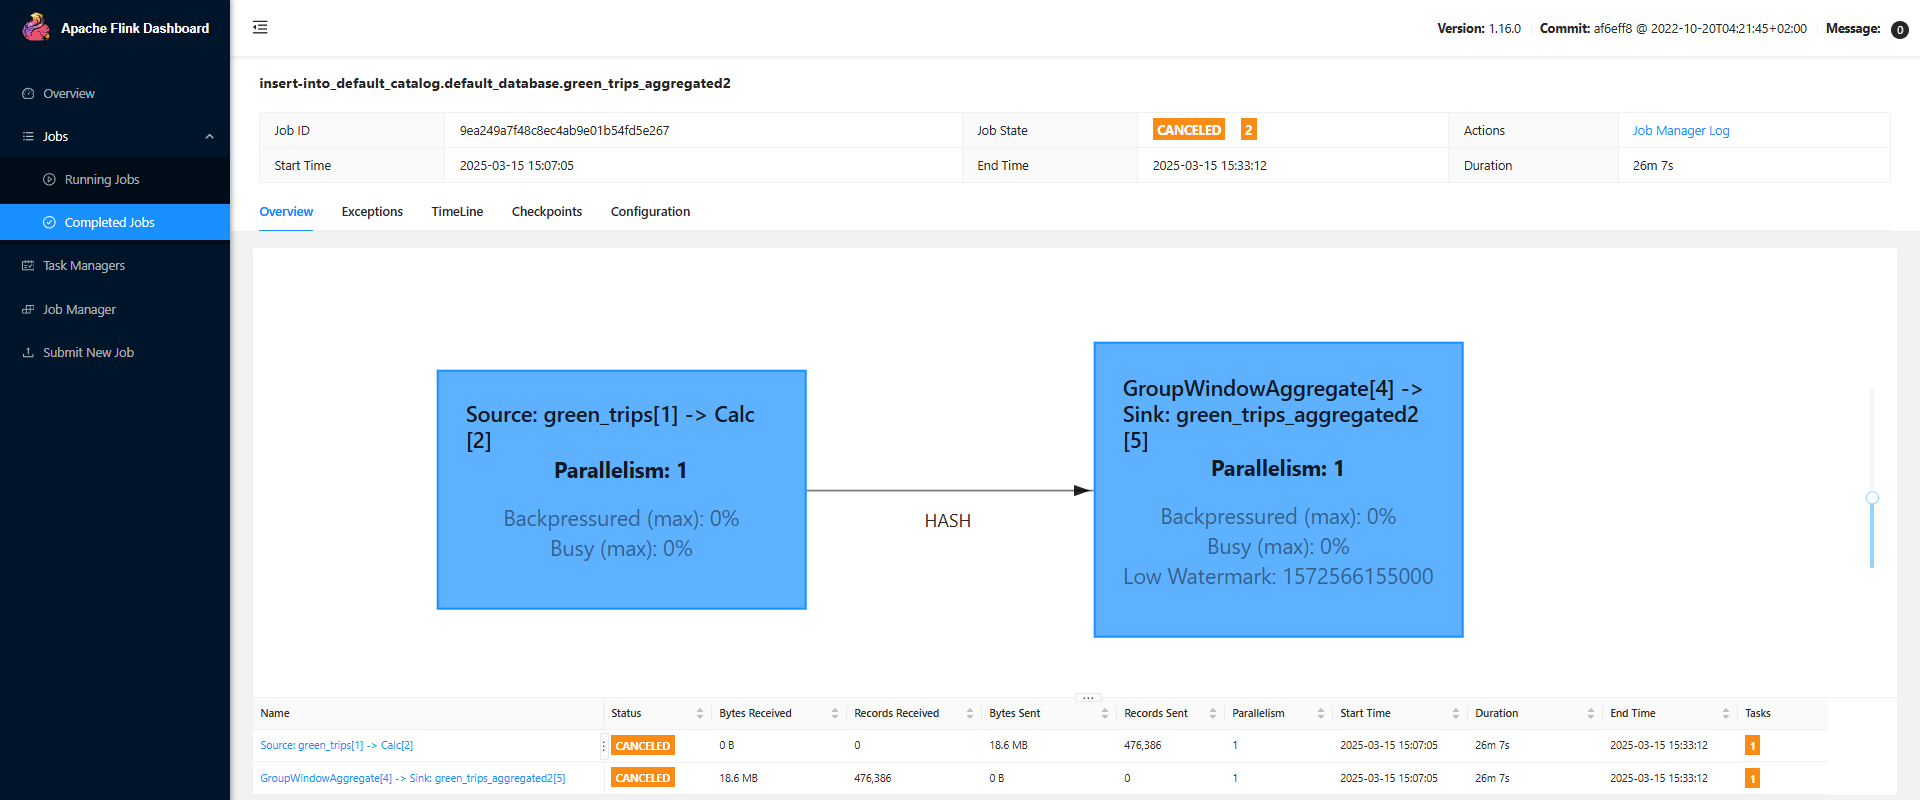 Apache Flink Dashboard
Version: 1.16.0 Commit: af6eff8 @ 2022-10-20T04:21:45+02:00 Message: 0
Overview
Jobs
Running Jobs
Completed Jobs
Task Managers
Job Manager
Submit New Job
insert-into_default_catalog.default_database.green_trips_aggregated2
Job ID 9ea249a7f48c8ec4ab9e01b54fd5e267 Job State CANCELED 2 Actions Job Manager Log
Start Time 2025-03-15 15:07:05 End Time 2025-03-15 15:33:12 Duration 26m 7s
Overview Exceptions TimeLine Checkpoints Configuration
Source: green_trips[1] -> Calc
[2]
Parallelism: 1
Backpressured (max): 0%
Busy (max): 0%
HASH
GroupWindowAggregate[4] ->
Sink: green_trips_aggregated2
[5]
Parallelism: 1
Backpressured (max): 0%
Busy (max): 0%
Low Watermark: 1572566155000
Name Status Bytes Received Records Received Bytes Sent Records Sent Parallelism Start Time Duration End Time Tasks
Source: green_trips[1] -> Calc[2] CANCELED 0 B 0 18.6 MB 476,386 1 2025-03-15 15:07:05 26m 7s 2025-03-15 15:33:12 1
GroupWindowAggregate[4] -> Sink: green_trips_aggregated2[5] CANCELED 18.6 MB 476,386 0 B 0 1 2025-03-15 15:07:05 26m 7s 2025-03-15 15:33:12 1